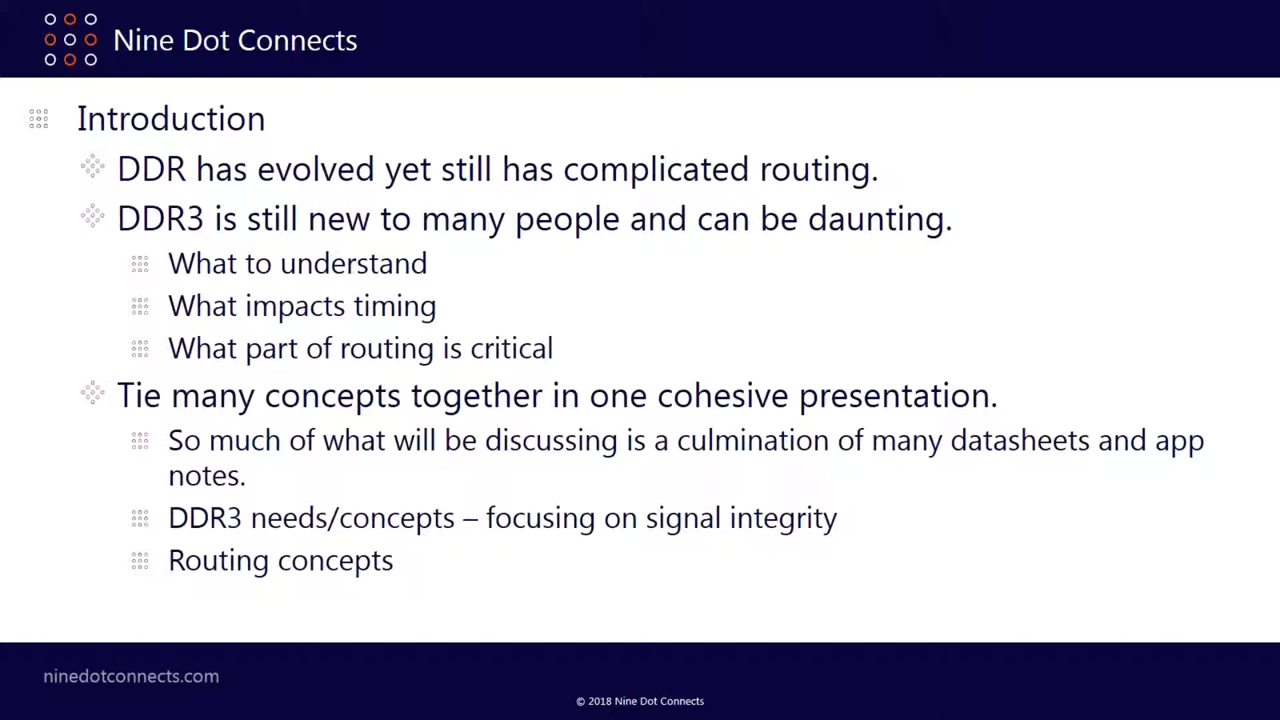 Nine Dot Connects
Introduction
DDR has evolved yet still has complicated routing.
DDR3 is still new to many people and can be daunting.
What to understand
What impacts timing
What part of routing is critical
Tie many concepts together in one cohesive presentation.
So much of what will be discussing is a culmination of many datasheets and app
notes.
DDR3 needs/concepts – focusing on signal integrity
Routing concepts
ninedotconnects.com
© 2018 Nine Dot Connects